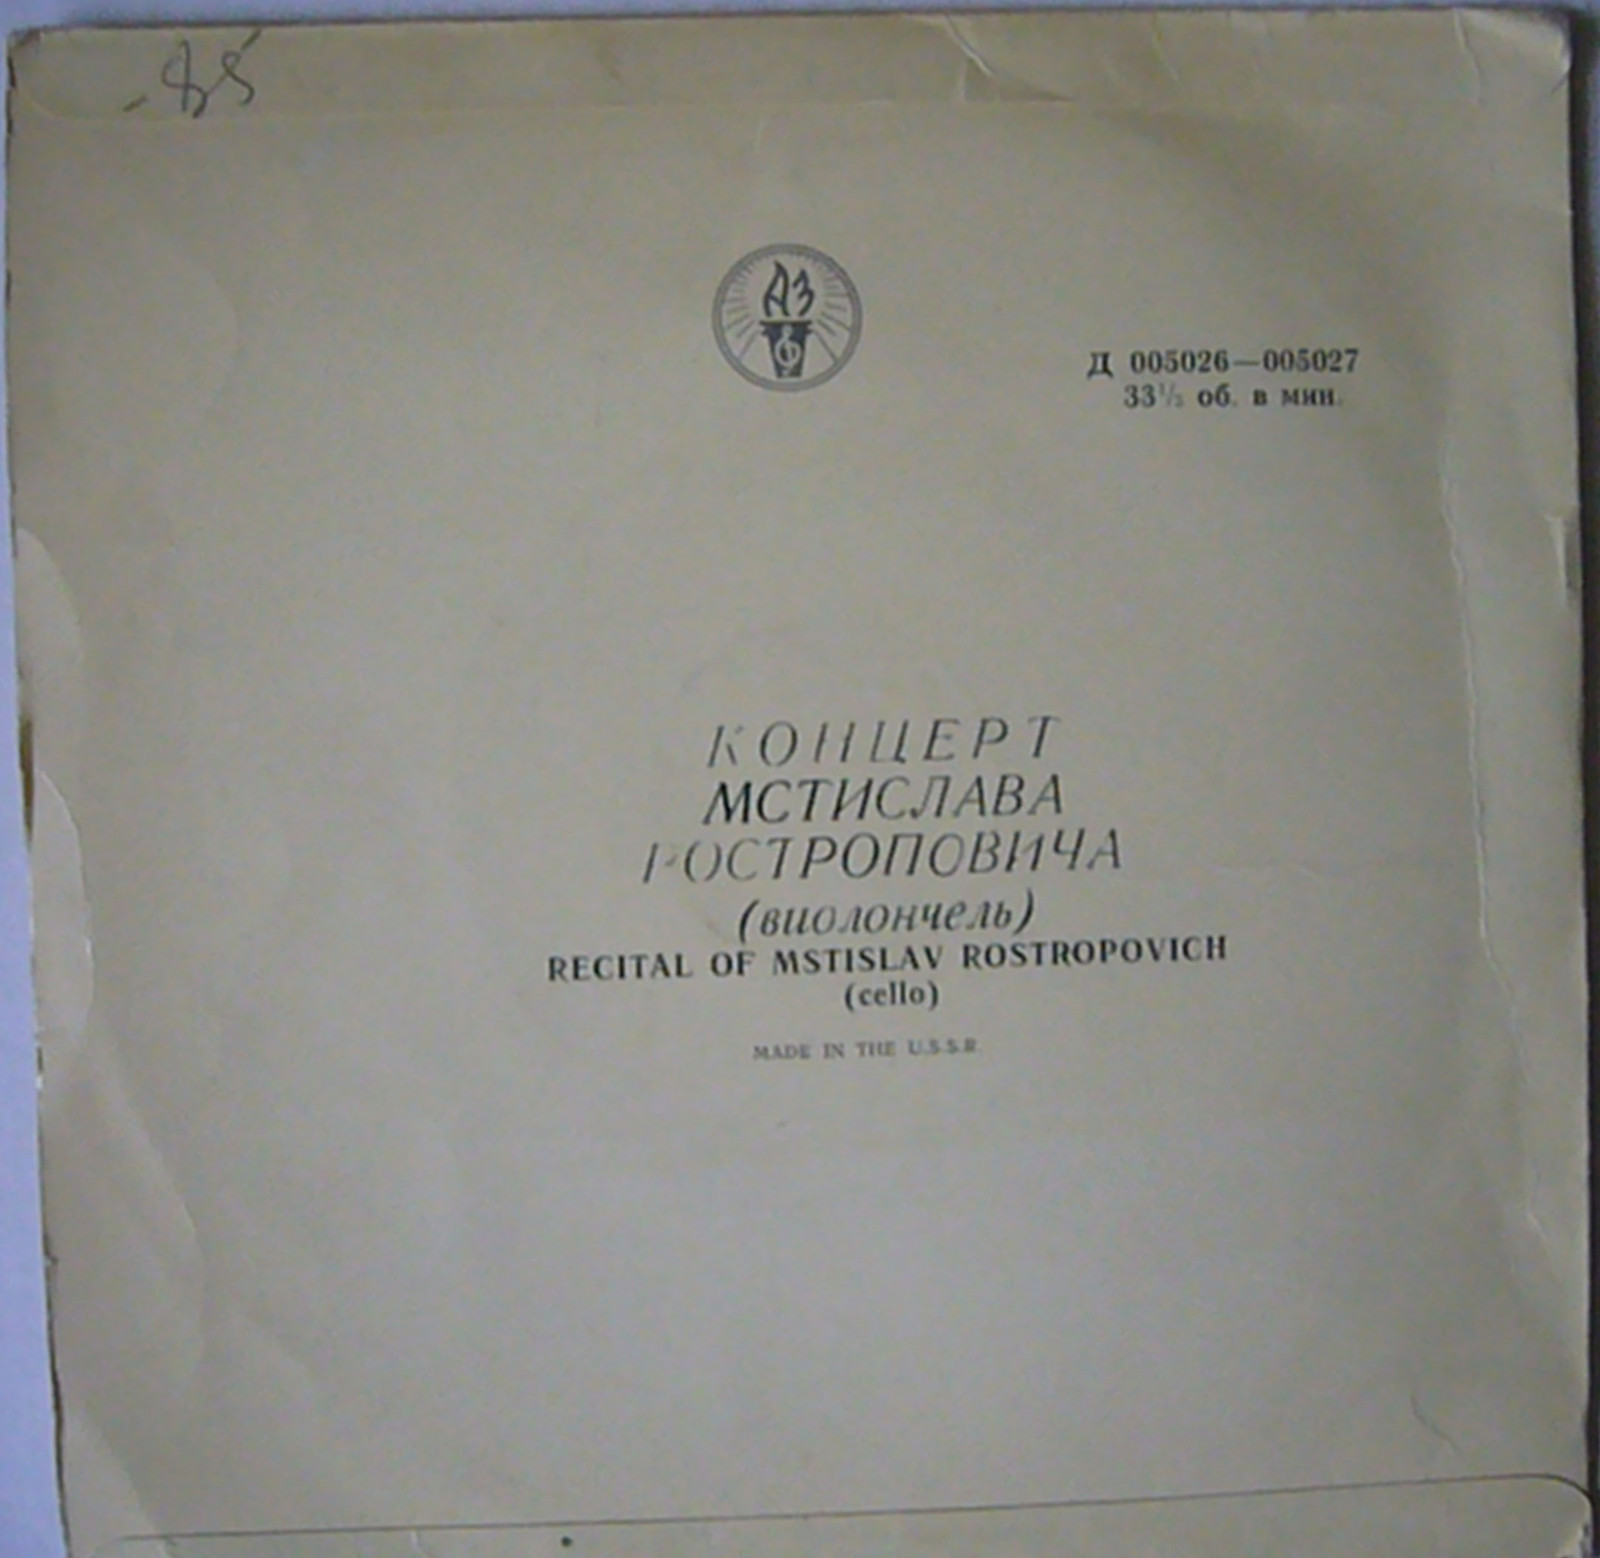 -85
АЗ
Д 005026—005027
33⅓ об. в мин.
КОНЦЕРТ
МСТИСЛАВА
РОСТРОПОВИЧА
(виолончель)
RECITAL OF MSTISLAV ROSTROPOVICH
(cello)
MADE IN THE U.S.S.R.